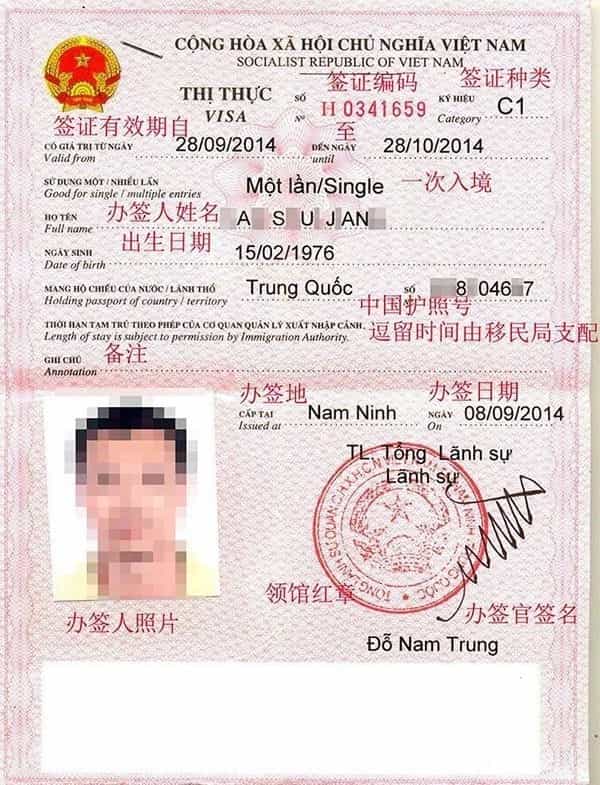 CỘNG HÒA XÃ HỘI CHỦ NGHĨA VIỆT NAM
SOCIALIST REPUBLIC OF VIET NAM
签证编码 签证种类
THỊ THỰC SỐ H 0341659 KÝ HIỆU C1
VISA Nº Category
签证有效期自 至
CÓ GIÁ TRỊ TỪ NGÀY 28/09/2014 ĐẾN NGÀY 28/10/2014
Valid from until
SỬ DỤNG MỘT / NHIỀU LẦN Một lần/Single 一次入境
Good for single / multiple entries
HỌ TÊN 办签人姓名
Full name
NGÀY SINH 出生日期 15/02/1976
Date of birth
MANG HỘ CHIẾU CỦA NƯỚC / LÃNH THỔ Trung Quốc SỐ
Holding passport of country / territory 中国护照号
THỜI HẠN TẠM TRÚ THEO PHÉP CỦA CƠ QUAN QUẢN LÝ XUẤT NHẬP CẢNH. 逗留时间由移民局支配
Length of stay is subject to permission by Immigration Authority.
GHI CHÚ 备注
Annotation
办签地 办签日期
CẤP TẠI Nam Ninh NGÀY 08/09/2014
Issued at On
TL. Tổng Lãnh sự
Lãnh sự
领馆红章
办签官签名
办签人照片
Đỗ Nam Trung